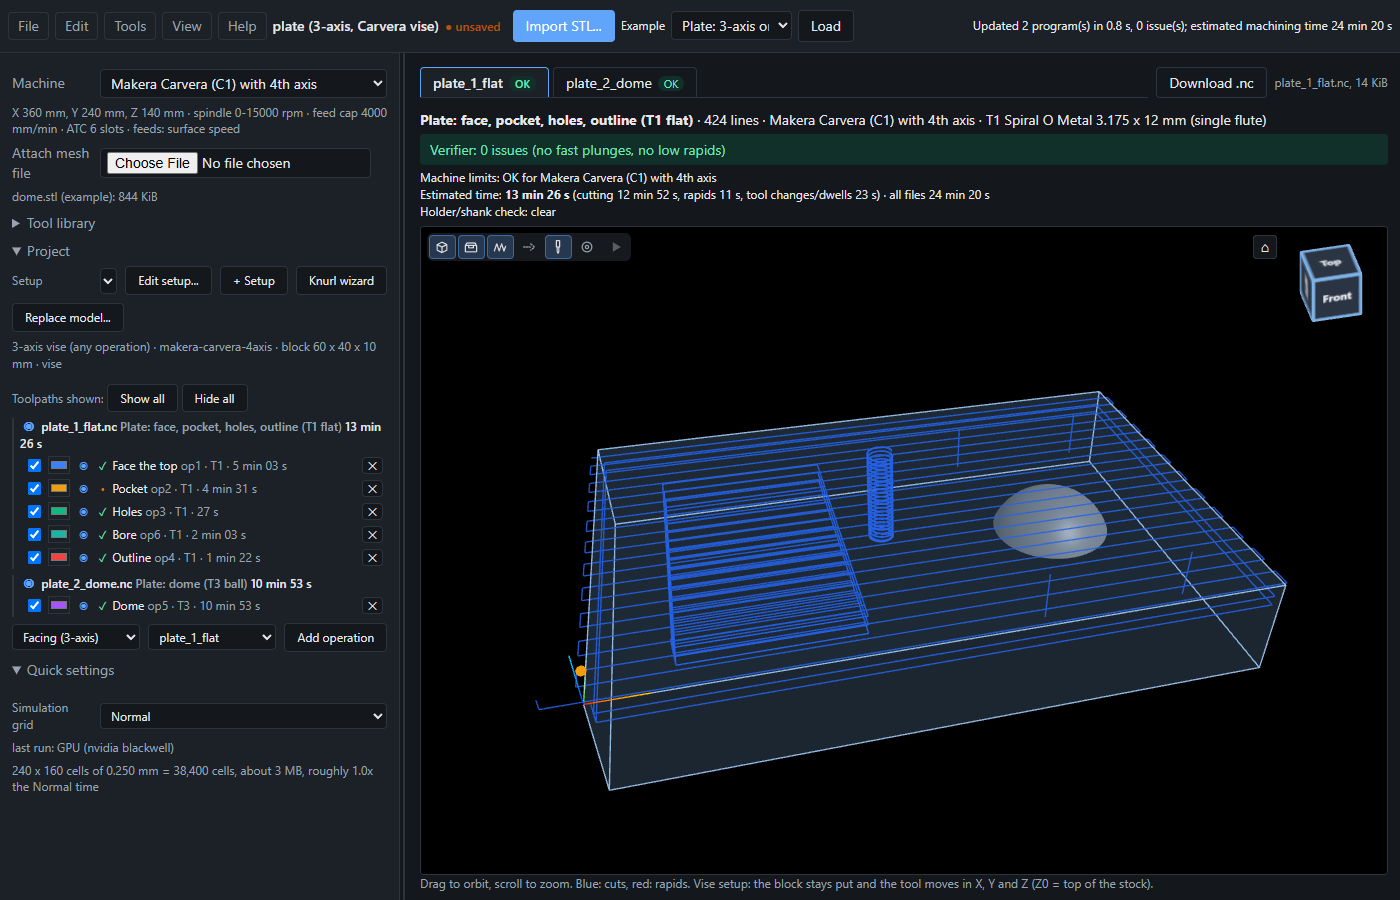 File Edit Tools View Help plate (3-axis, Carvera vise) • unsaved Import STL... Example Plate: 3-axis o Load Updated 2 program(s) in 0.8 s, 0 issue(s); estimated machining time 24 min 20 s
Machine Makera Carvera (C1) with 4th axis
X 360 mm, Y 240 mm, Z 140 mm · spindle 0-15000 rpm · feed cap 4000
mm/min · ATC 6 slots · feeds: surface speed
Attach mesh file Choose File No file chosen
dome.stl (example): 844 KiB
Tool library
Project
Setup Edit setup... + Setup Knurl wizard
Replace model...
3-axis vise (any operation) · makera-carvera-4axis · block 60 x 40 x 10
mm · vise
Toolpaths shown: Show all Hide all
plate_1_flat.nc Plate: face, pocket, holes, outline (T1 flat) 13 min
26 s
✓ Face the top op1 · T1 · 5 min 03 s ×
• Pocket op2 · T1 · 4 min 31 s ×
✓ Holes op3 · T1 · 27 s ×
✓ Bore op6 · T1 · 2 min 03 s ×
✓ Outline op4 · T1 · 1 min 22 s ×
plate_2_dome.nc Plate: dome (T3 ball) 10 min 53 s
✓ Dome op5 · T3 · 10 min 53 s ×
Facing (3-axis) plate_1_flat Add operation
Quick settings
Simulation grid Normal
last run: GPU (nvidia blackwell)
240 x 160 cells of 0.250 mm = 38,400 cells, about 3 MB, roughly 1.0x
the Normal time
plate_1_flat OK plate_2_dome OK Download .nc plate_1_flat.nc, 14 KiB
Plate: face, pocket, holes, outline (T1 flat) · 424 lines · Makera Carvera (C1) with 4th axis · T1 Spiral O Metal 3.175 x 12 mm (single flute)
Verifier: 0 issues (no fast plunges, no low rapids)
Machine limits: OK for Makera Carvera (C1) with 4th axis
Estimated time: 13 min 26 s (cutting 12 min 52 s, rapids 11 s, tool changes/dwells 23 s) · all files 24 min 20 s
Holder/shank check: clear
Top
Front
Drag to orbit, scroll to zoom. Blue: cuts, red: rapids. Vise setup: the block stays put and the tool moves in X, Y and Z (Z0 = top of the stock).